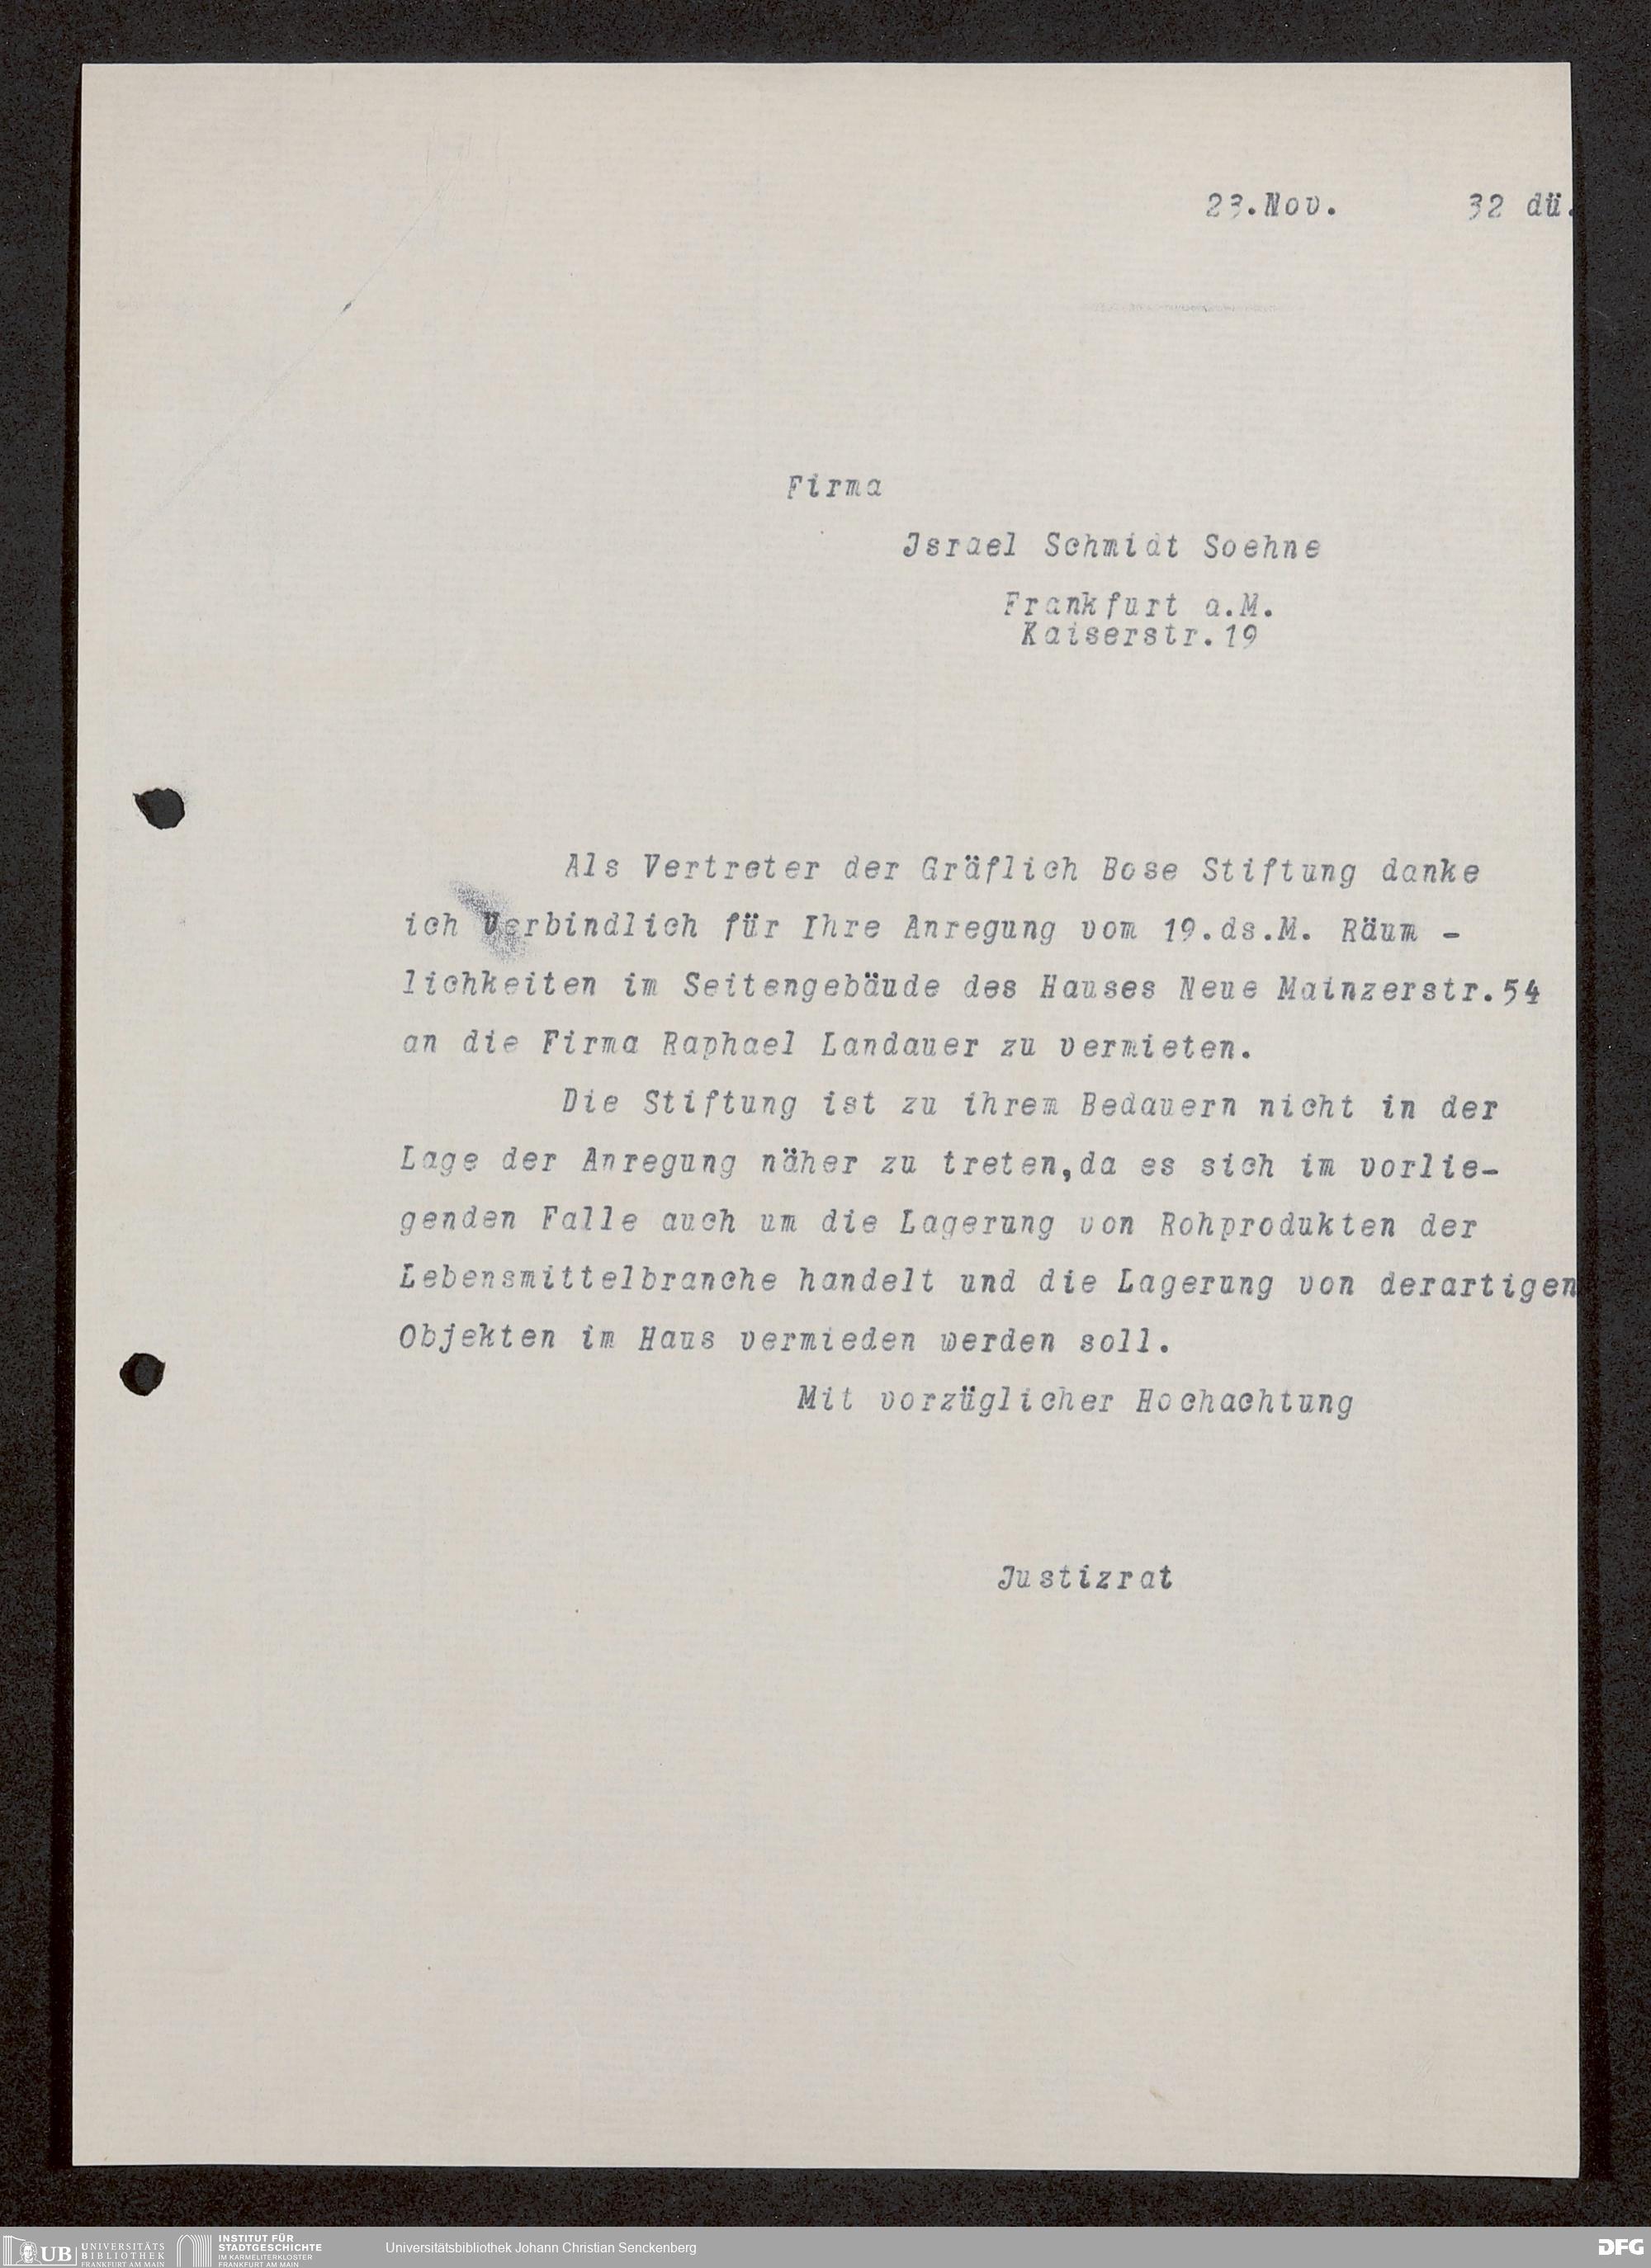 23.Nov. 32 dü.
Firma
Jsrael Schmidt Soehne
Frankfurt a.M.
Kaiserstr.19
Als Vertreter der Gräflich Bose Stiftung danke
ich Verbindlich für Ihre Anregung vom 19.ds.M. Räum -
lichkeiten im Seitengebäude des Hauses Neue Mainzerstr.54
an die Firma Raphael Landauer zu vermieten.
Die Stiftung ist zu ihrem Bedauern nicht in der
Lage der Anregung näher zu treten,da es sich im vorlie-
genden Falle auch um die Lagerung von Rohprodukten der
Lebensmittelbranche handelt und die Lagerung von derartigen
Objekten im Haus vermieden werden soll.
Mit vorzüglicher Hochachtung
Justizrat
UB UNIVERSITÄTS
BIBLIOTHEK
FRANKFURT AM MAIN
INSTITUT FÜR
STADTGESCHICHTE
IM KARMELITERKLOSTER
FRANKFURT AM MAIN
Universitätsbibliothek Johann Christian Senckenberg
DFG